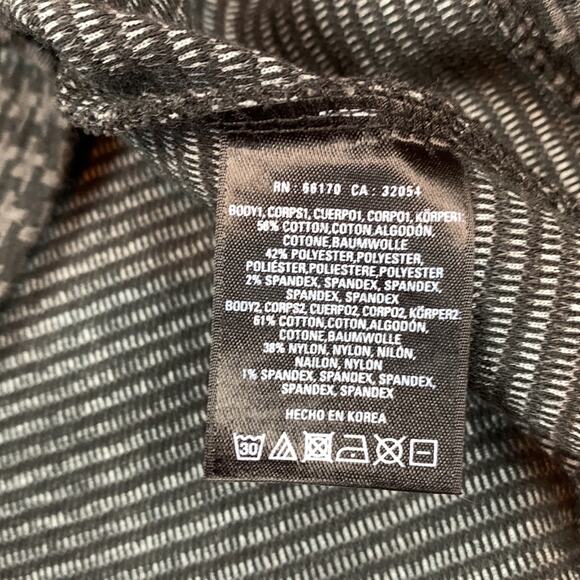 RN : 66170 CA : 32054
BODY1, CORPS1, CUERPO1, CORPO1, KÖRPER1:
56% COTTON,COTON,ALGODÓN,
COTONE,BAUMWOLLE
42% POLYESTER,POLYESTER,
POLIÉSTER,POLIESTERE,POLYESTER
2% SPANDEX, SPANDEX, SPANDEX,
SPANDEX, SPANDEX
BODY2, CORPS2, CUERPO2, CORPO2, KÖRPER2:
61% COTTON,COTON,ALGODÓN,
COTONE,BAUMWOLLE
38% NYLON, NYLON, NILÓN,
NAILON, NYLON
1% SPANDEX, SPANDEX, SPANDEX,
SPANDEX, SPANDEX
HECHO EN KOREA
30